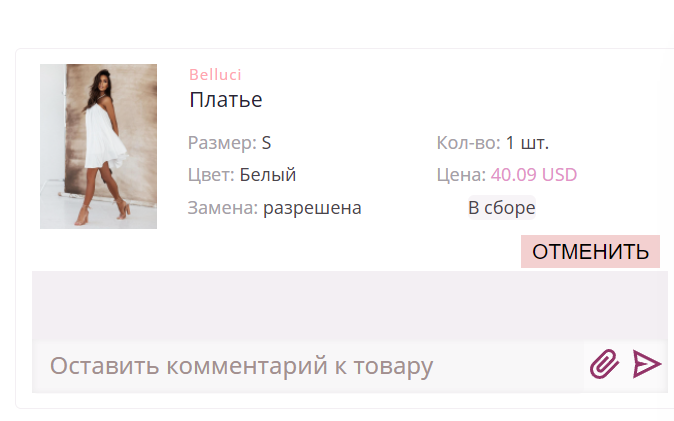 Belluci
Платье
Размер: S Кол-во: 1 шт.
Цвет: Белый Цена: 40.09 USD
Замена: разрешена В сборе
ОТМЕНИТЬ
Оставить комментарий к товару